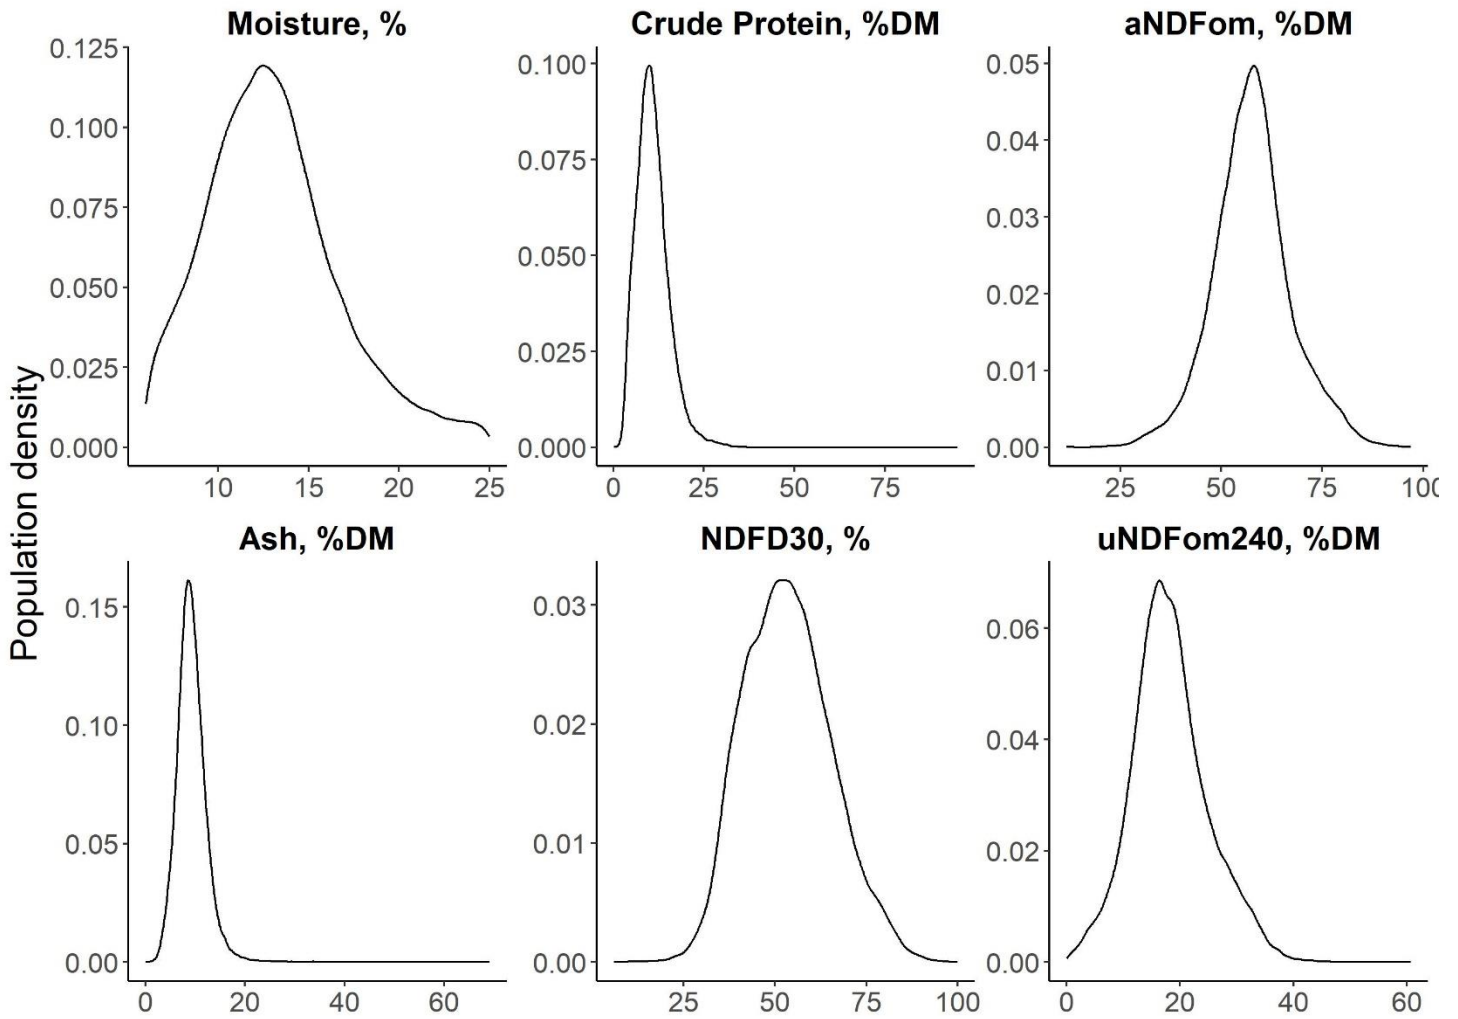 Population density
Moisture, %
0.125
0.100
0.075
0.050
0.025
0.000
10 15 20 25
Crude Protein, %DM
0.100
0.075
0.050
0.025
0.000
0 25 50 75
aNDFom, %DM
0.05
0.04
0.03
0.02
0.01
0.00
25 50 75 100
Ash, %DM
0.15
0.10
0.05
0.00
0 20 40 60
NDFD30, %
0.03
0.02
0.01
0.00
25 50 75 100
uNDFom240, %DM
0.06
0.04
0.02
0.00
0 20 40 60